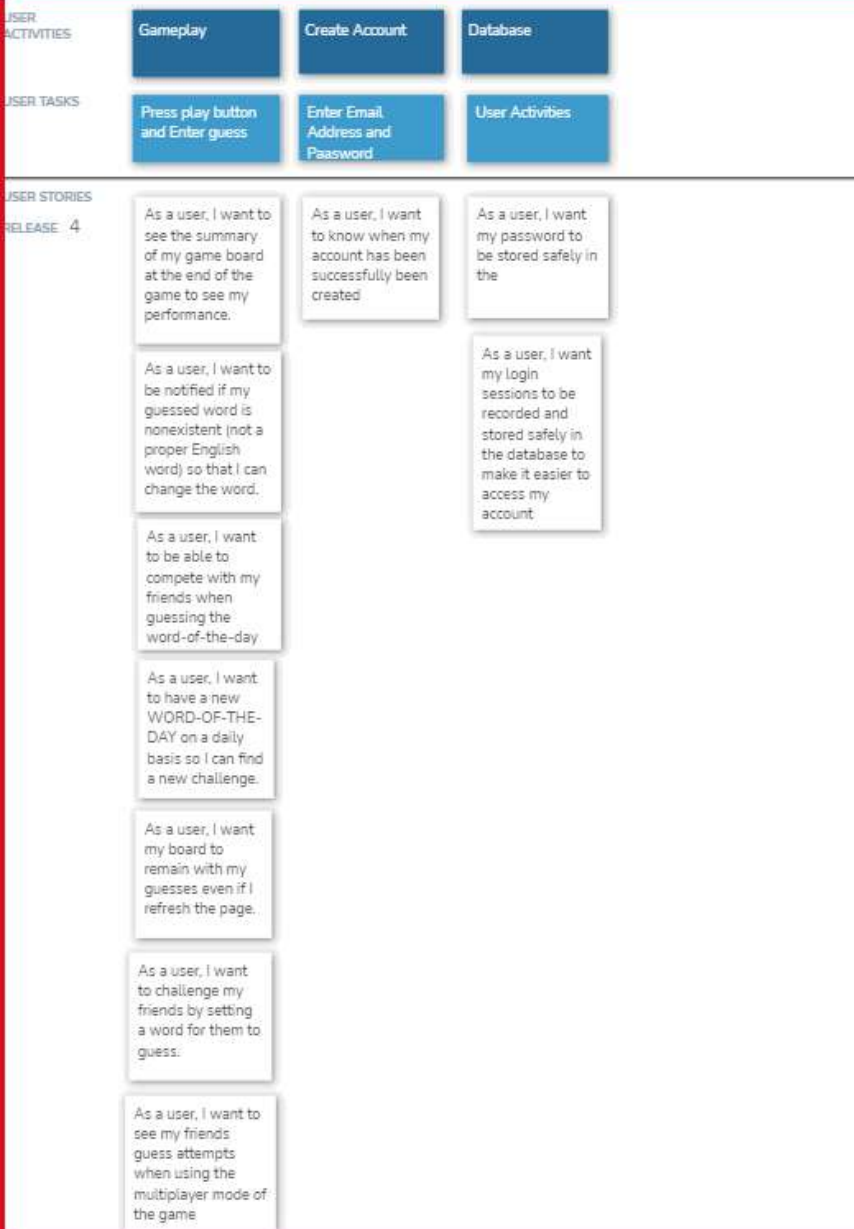 USER
ACTIVITIES
Gameplay
Create Account
Database
USER TASKS
Press play button
and Enter guess
Enter Email
Address and
Paasword
User Activities
USER STORIES
RELEASE 4
As a user, I want to
see the summary
of my game board
at the end of the
game to see my
performance.
As a user, I want
to know when my
account has been
successfully been
created
As a user, I want
my password to
be stored safely in
the
As a user, I want to
be notified if my
guessed word is
nonexistent (not a
proper English
word) so that I can
change the word.
As a user, I want
my login
sessions to be
recorded and
stored safely in
the database to
make it easier to
access my
account
As a user, I want
to be able to
compete with my
friends when
guessing the
word-of-the-day
As a user, I want
to have a new
WORD-OF-THE-
DAY on a daily
basis so I can find
a new challenge.
As a user, I want
my board to
remain with my
guesses even if I
refresh the page.
As a user, I want
to challenge my
friends by setting
a word for them to
guess.
As a user, I want to
see my friends
guess attempts
when using the
multiplayer mode of
the game